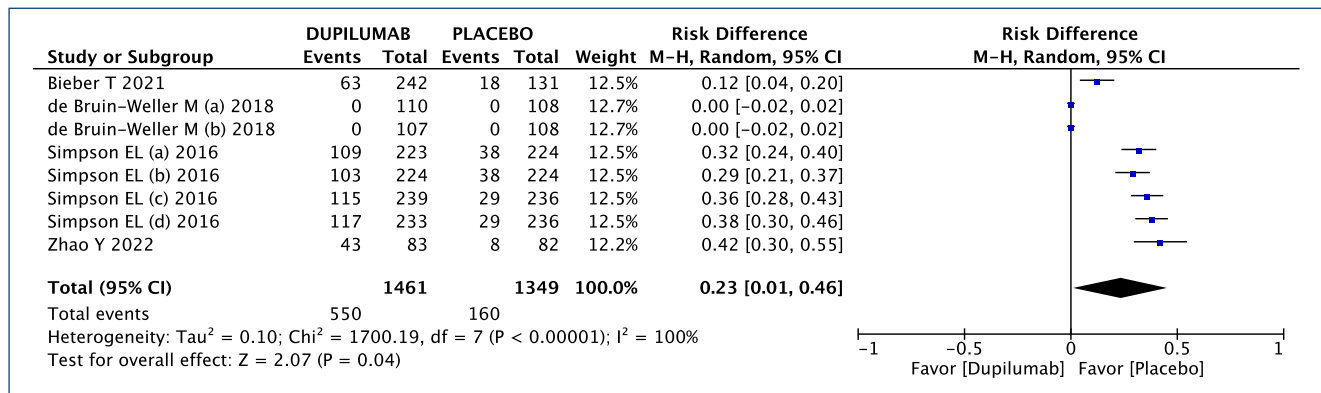 DUPILUMAB PLACEBO Risk Difference Risk Difference
Study or Subgroup Events Total Events Total Weight M-H, Random, 95% CI M-H, Random, 95% CI
Bieber T 2021 63 242 18 131 12.5% 0.12 [0.04, 0.20]
de Bruin-Weller M (a) 2018 0 110 0 108 12.7% 0.00 [-0.02, 0.02]
de Bruin-Weller M (b) 2018 0 107 0 108 12.7% 0.00 [-0.02, 0.02]
Simpson EL (a) 2016 109 223 38 224 12.5% 0.32 [0.24, 0.40]
Simpson EL (b) 2016 103 224 38 224 12.5% 0.29 [0.21, 0.37]
Simpson EL (c) 2016 115 239 29 236 12.5% 0.36 [0.28, 0.43]
Simpson EL (d) 2016 117 233 29 236 12.5% 0.38 [0.30, 0.46]
Zhao Y 2022 43 83 8 82 12.2% 0.42 [0.30, 0.55]
Total (95% CI) 1461 1349 100.0% 0.23 [0.01, 0.46]
Total events 550 160
Heterogeneity: Tau² = 0.10; Chi² = 1700.19, df = 7 (P < 0.00001); I² = 100%
Test for overall effect: Z = 2.07 (P = 0.04)
-1 -0.5 0 0.5 1
Favor [Dupilumab] Favor [Placebo]